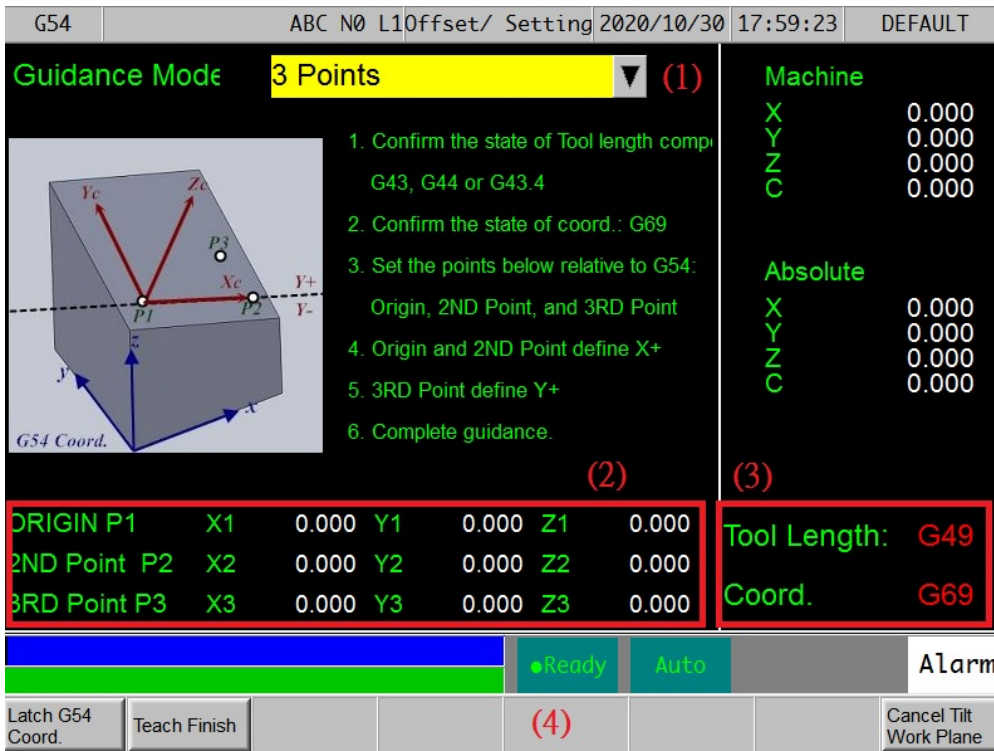 G54 ABC N0 L1 Offset/ Setting 2020/10/30 17:59:23 DEFAULT
Guidance Mode 3 Points ▼ (1)
1. Confirm the state of Tool length comp
G43, G44 or G43.4
2. Confirm the state of coord.: G69
3. Set the points below relative to G54:
Origin, 2ND Point, and 3RD Point
4. Origin and 2ND Point define X+
5. 3RD Point define Y+
6. Complete guidance.
Yc Zc
P3
Xc Y+
P1 P2 Y-
z
y
x
G54 Coord.
Machine
X 0.000
Y 0.000
Z 0.000
C 0.000
Absolute
X 0.000
Y 0.000
Z 0.000
C 0.000
(2)
ORIGIN P1 X1 0.000 Y1 0.000 Z1 0.000
2ND Point P2 X2 0.000 Y2 0.000 Z2 0.000
3RD Point P3 X3 0.000 Y3 0.000 Z3 0.000
(3)
Tool Length: G49
Coord. G69
●Ready Auto Alarm
Latch G54
Coord.
Teach Finish
(4)
Cancel Tilt
Work Plane